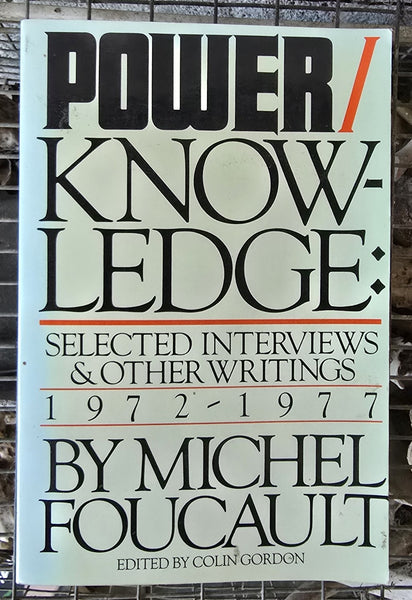 POWER/
KNOW-
LEDGE:
SELECTED INTERVIEWS
& OTHER WRITINGS
1972-1977
BY MICHEL
FOUCAULT
EDITED BY COLIN GORDON